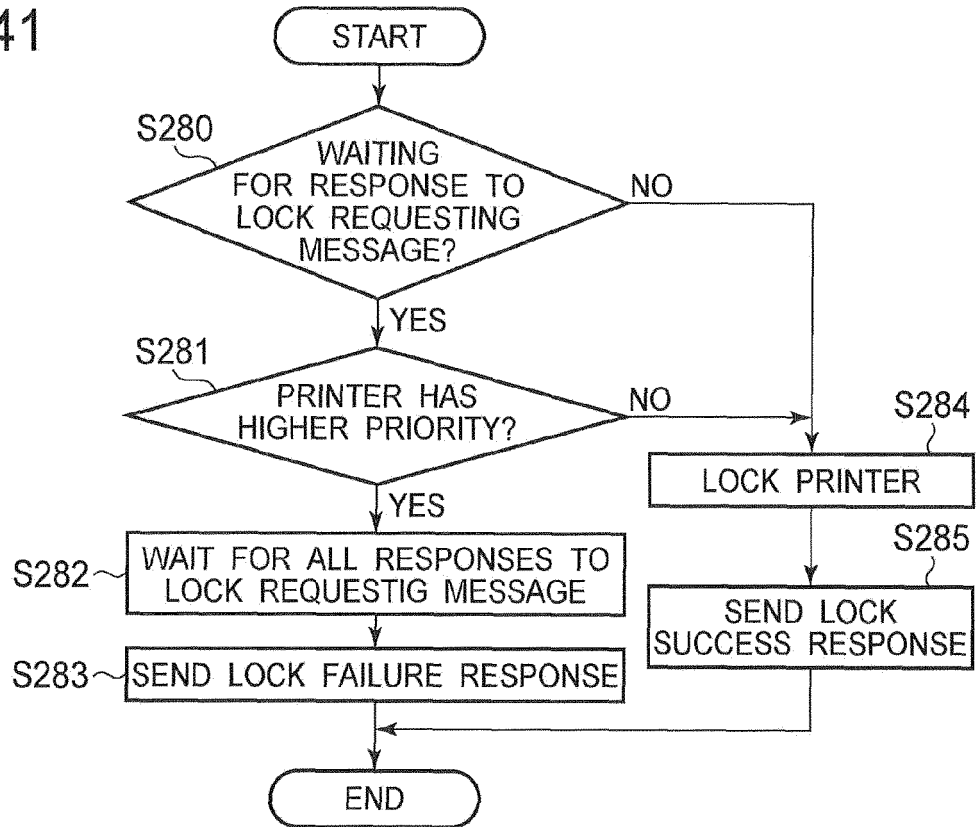 41
START
S280
WAITING
FOR RESPONSE TO
LOCK REQUESTING
MESSAGE?
NO
YES
S281
PRINTER HAS
HIGHER PRIORITY?
NO
YES
S284
LOCK PRINTER
S282
WAIT FOR ALL RESPONSES TO
LOCK REQUESTIG MESSAGE
S285
SEND LOCK
SUCCESS RESPONSE
S283
SEND LOCK FAILURE RESPONSE
END